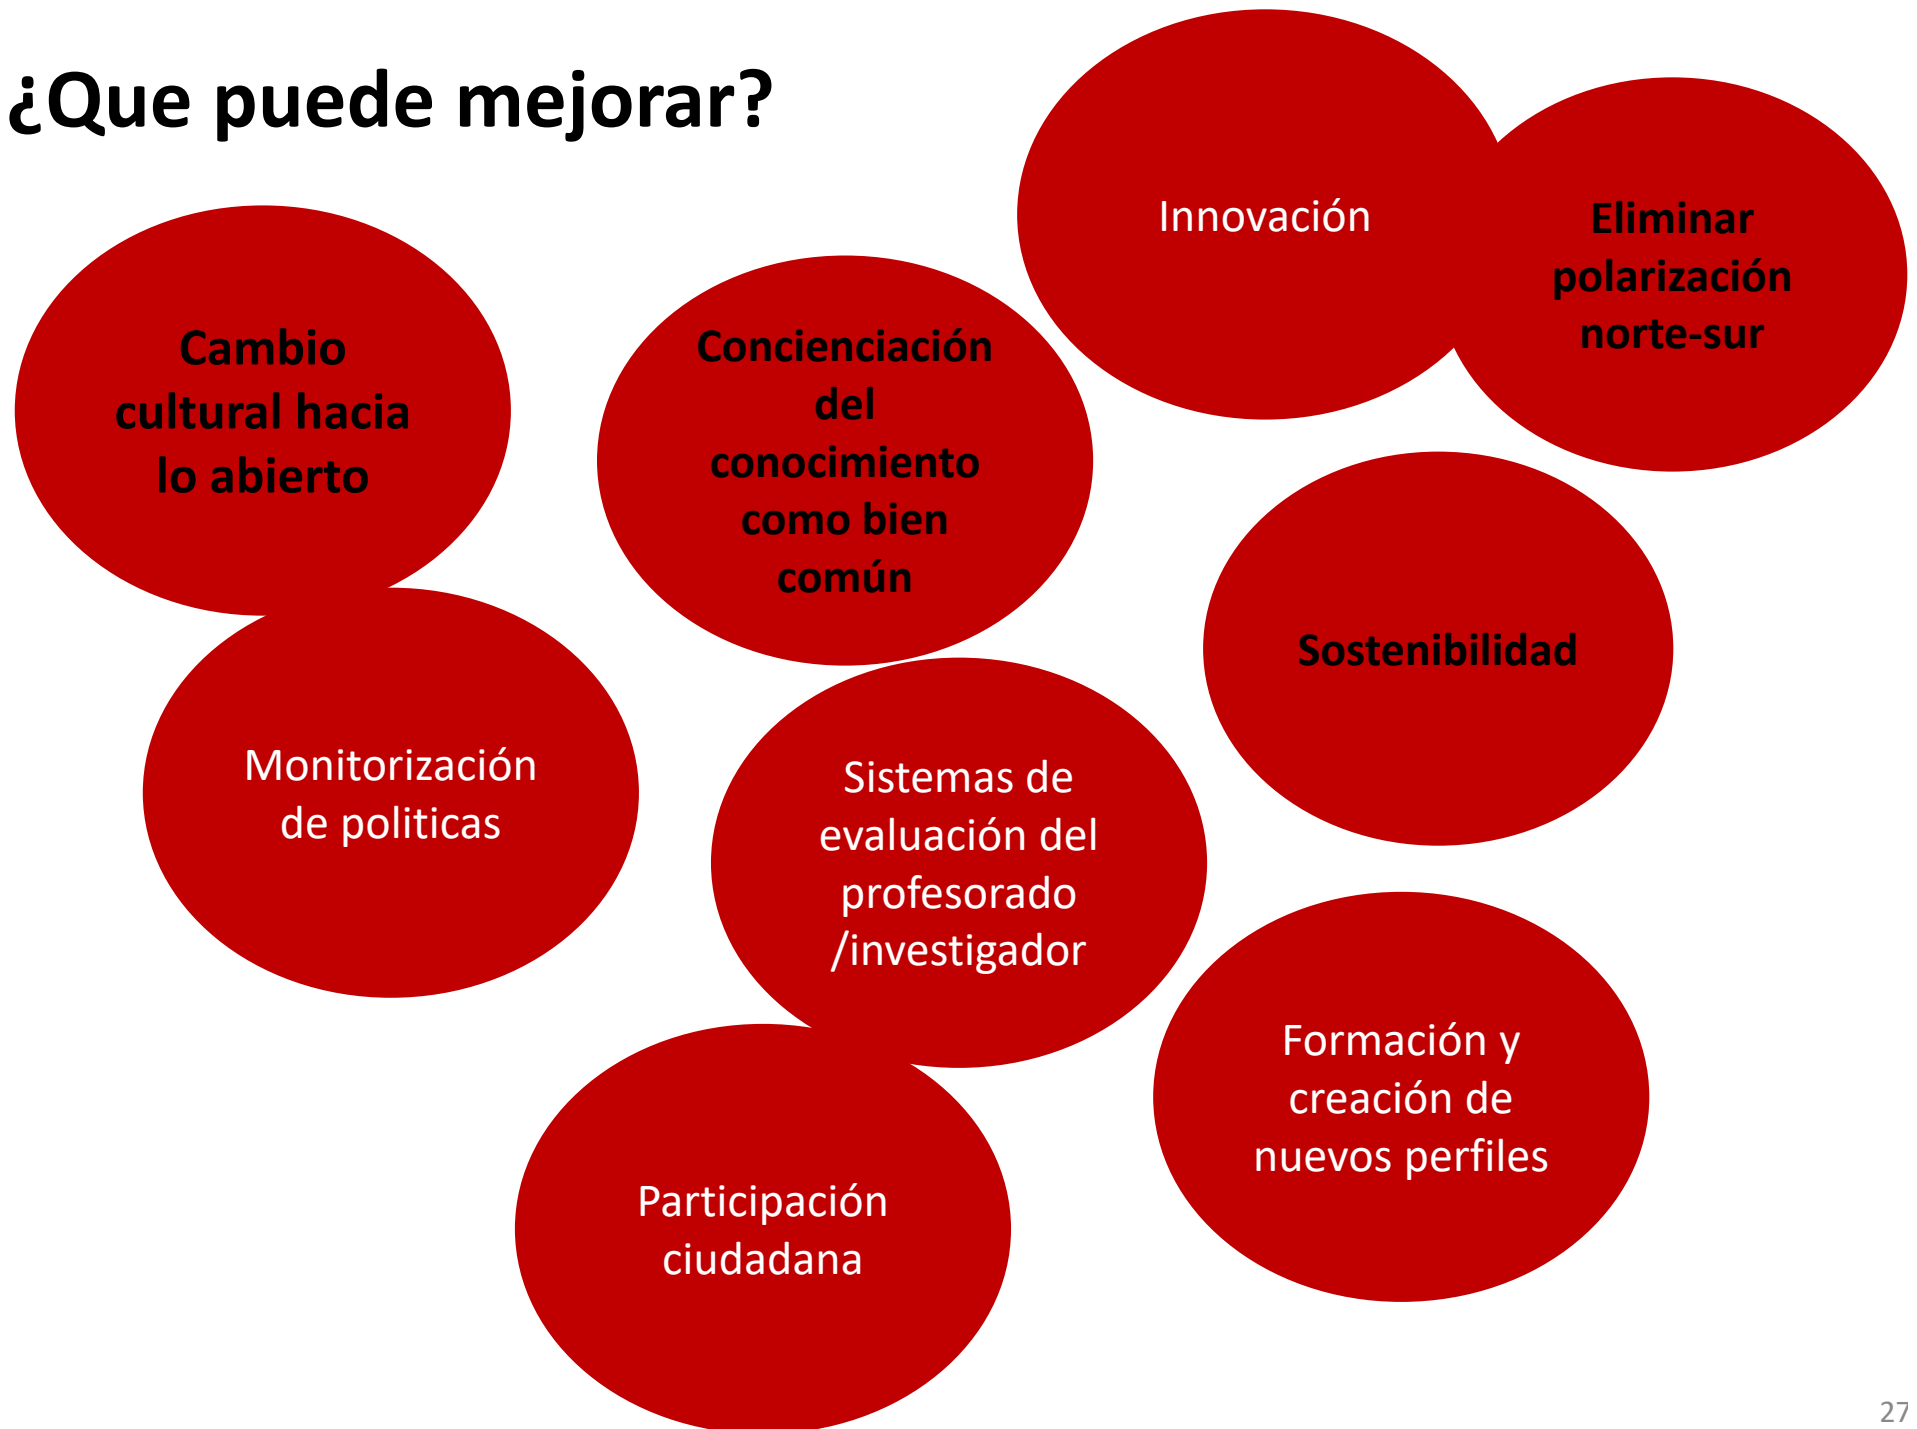 ¿Que puede mejorar?
Innovación
Eliminar
polarización
norte-sur
Cambio
cultural hacia
lo abierto
Concienciación
del
conocimiento
como bien
común
Sostenibilidad
Monitorización
de politicas
Sistemas de
evaluación del
profesorado
/investigador
Formación y
creación de
nuevos perfiles
Participación
ciudadana
27